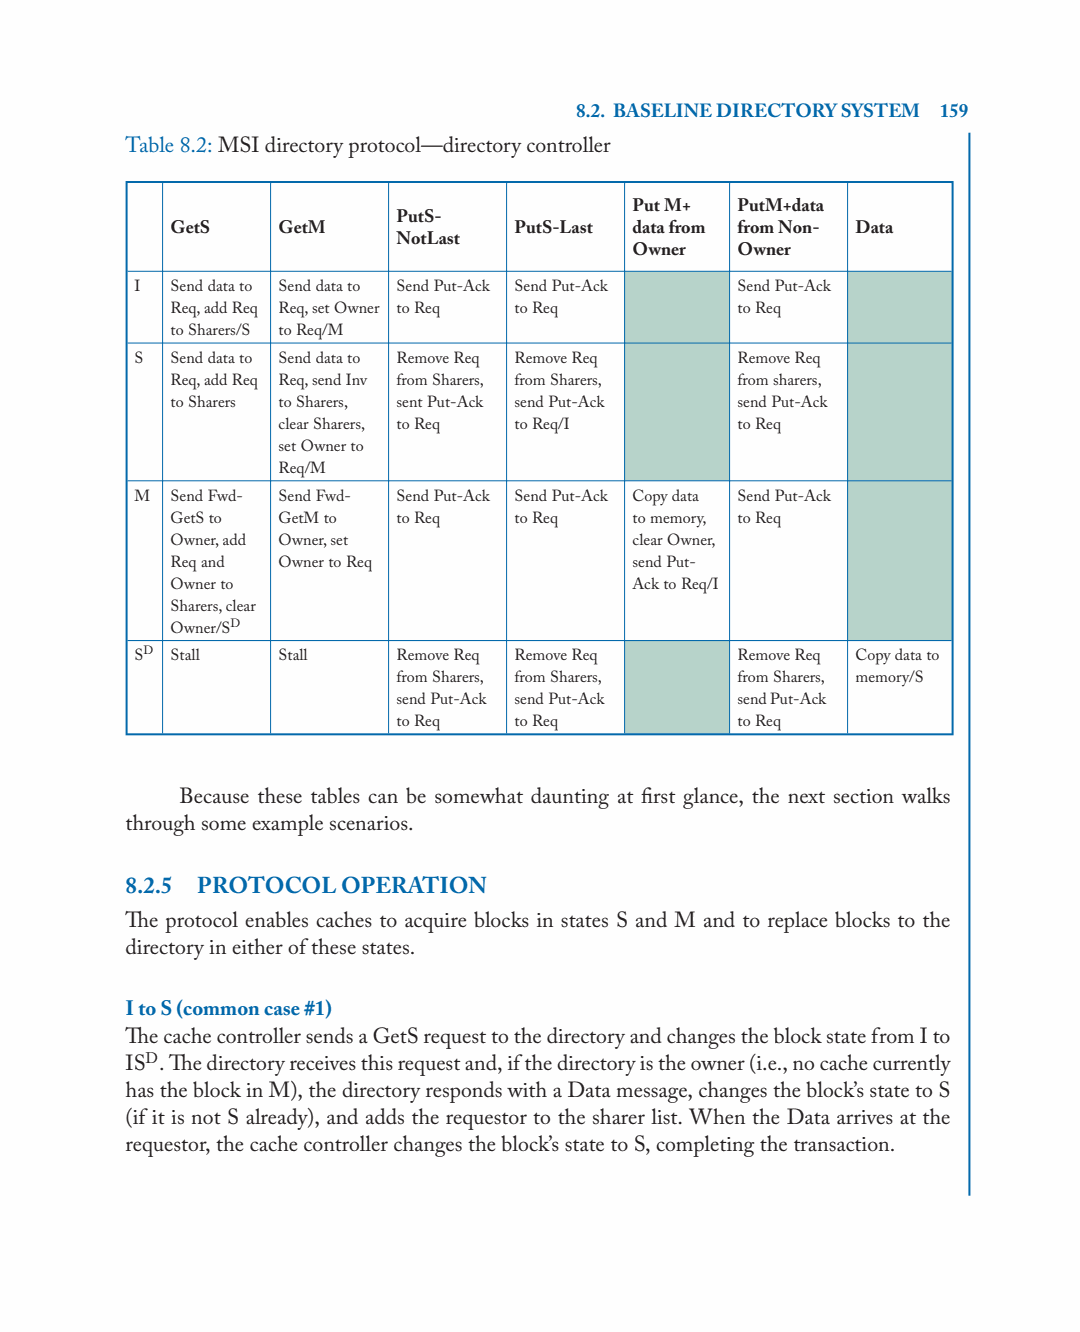 8.2. BASELINE DIRECTORY SYSTEM 159
Table 8.2: MSI directory protocol—directory controller
GetS
GetM
PutS-
NotLast
PutS-Last
Put M+
data from
Owner
PutM+data
from Non-
Owner
Data
I
Send data to
Req, add Req
to Sharers/S
Send data to
Req, set Owner
to Req/M
Send Put-Ack
to Req
Send Put-Ack
to Req
Send Put-Ack
to Req
S
Send data to
Req, add Req
to Sharers
Send data to
Req, send Inv
to Sharers,
clear Sharers,
set Owner to
Req/M
Remove Req
from Sharers,
sent Put-Ack
to Req
Remove Req
from Sharers,
send Put-Ack
to Req/I
Remove Req
from sharers,
send Put-Ack
to Req
M
Send Fwd-
GetS to
Owner, add
Req and
Owner to
Sharers, clear
Owner/Sᴰ
Send Fwd-
GetM to
Owner, set
Owner to Req
Send Put-Ack
to Req
Send Put-Ack
to Req
Copy data
to memory,
clear Owner,
send Put-
Ack to Req/I
Send Put-Ack
to Req
Sᴰ
Stall
Stall
Remove Req
from Sharers,
send Put-Ack
to Req
Remove Req
from Sharers,
send Put-Ack
to Req
Remove Req
from Sharers,
send Put-Ack
to Req
Copy data to
memory/S
Because these tables can be somewhat daunting at first glance, the next section walks
through some example scenarios.
8.2.5 PROTOCOL OPERATION
The protocol enables caches to acquire blocks in states S and M and to replace blocks to the
directory in either of these states.
I to S (common case #1)
The cache controller sends a GetS request to the directory and changes the block state from I to
ISᴰ. The directory receives this request and, if the directory is the owner (i.e., no cache currently
has the block in M), the directory responds with a Data message, changes the block’s state to S
(if it is not S already), and adds the requestor to the sharer list. When the Data arrives at the
requestor, the cache controller changes the block’s state to S, completing the transaction.